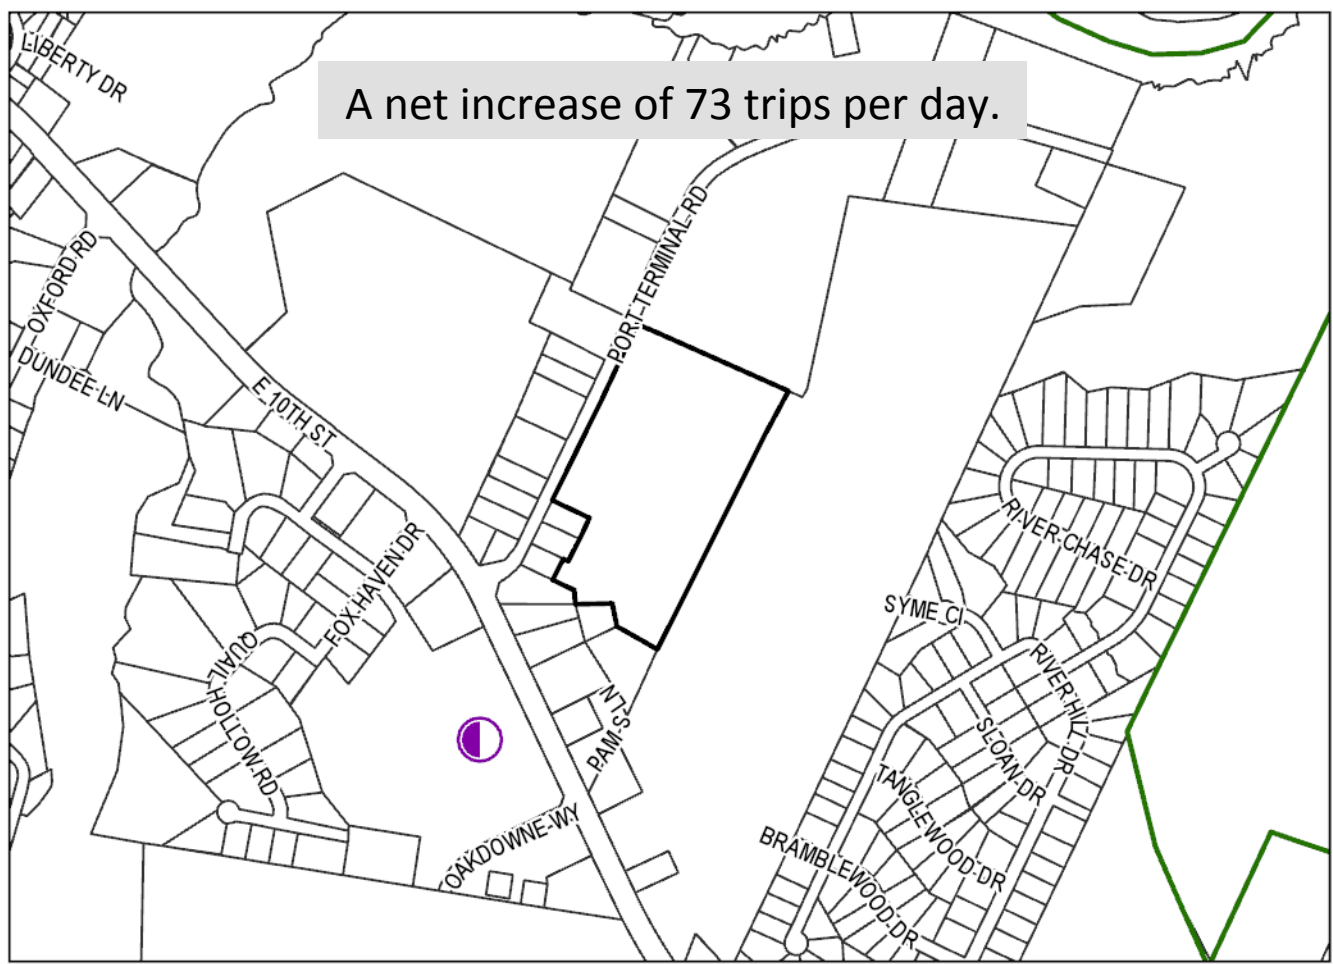 LIBERTY DR
A net increase of 73 trips per day.
PORT TERMINAL RD
OXFORD RD
DUNDEE LN
E 10TH ST
FOX HAVEN DR
RIVER CHASE DR
SYME CI
QUAIL HOLLOW RD
RIVER HILL DR
PAM S LN
SLOAN DR
TANGLEWOOD DR
OAKDOWNE WY
BRAMBLEWOOD DR